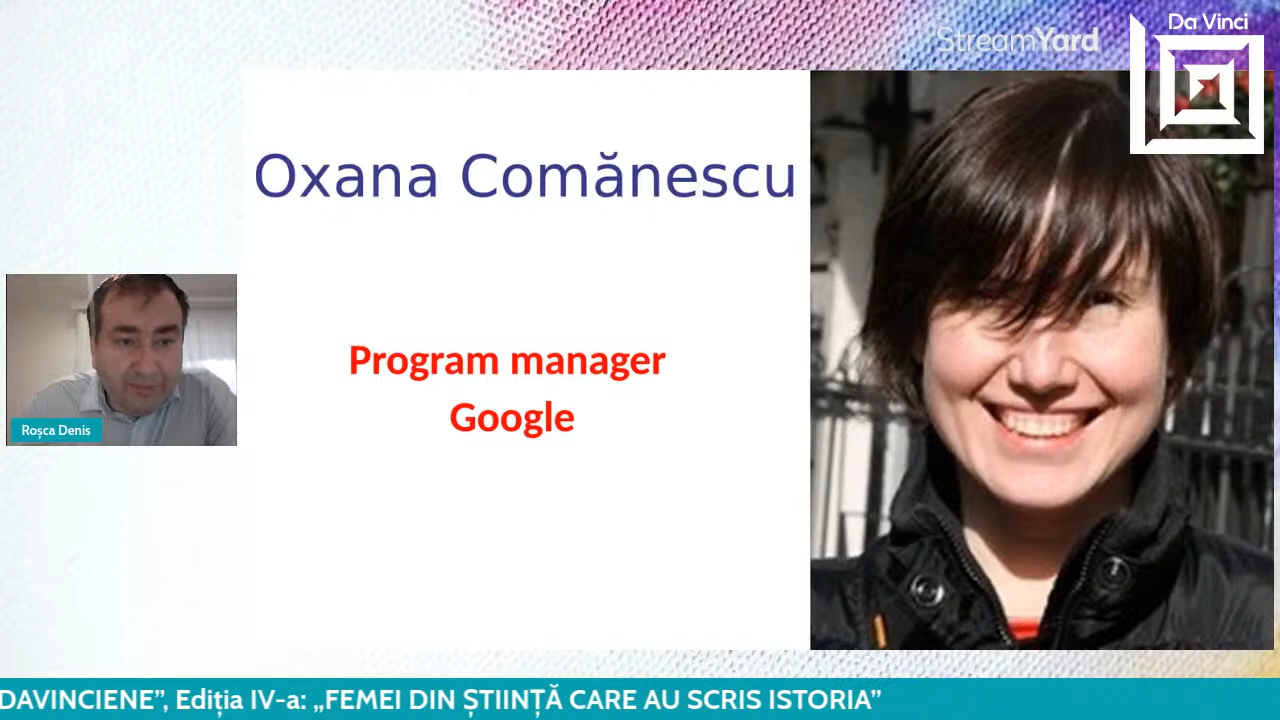 StreamYard
Da Vinci
Oxana Comănescu
Program manager
Google
Roșca Denis
DAVINCIENE”, Ediția IV-a: „FEMEI DIN ȘTIINȚĂ CARE AU SCRIS ISTORIA”